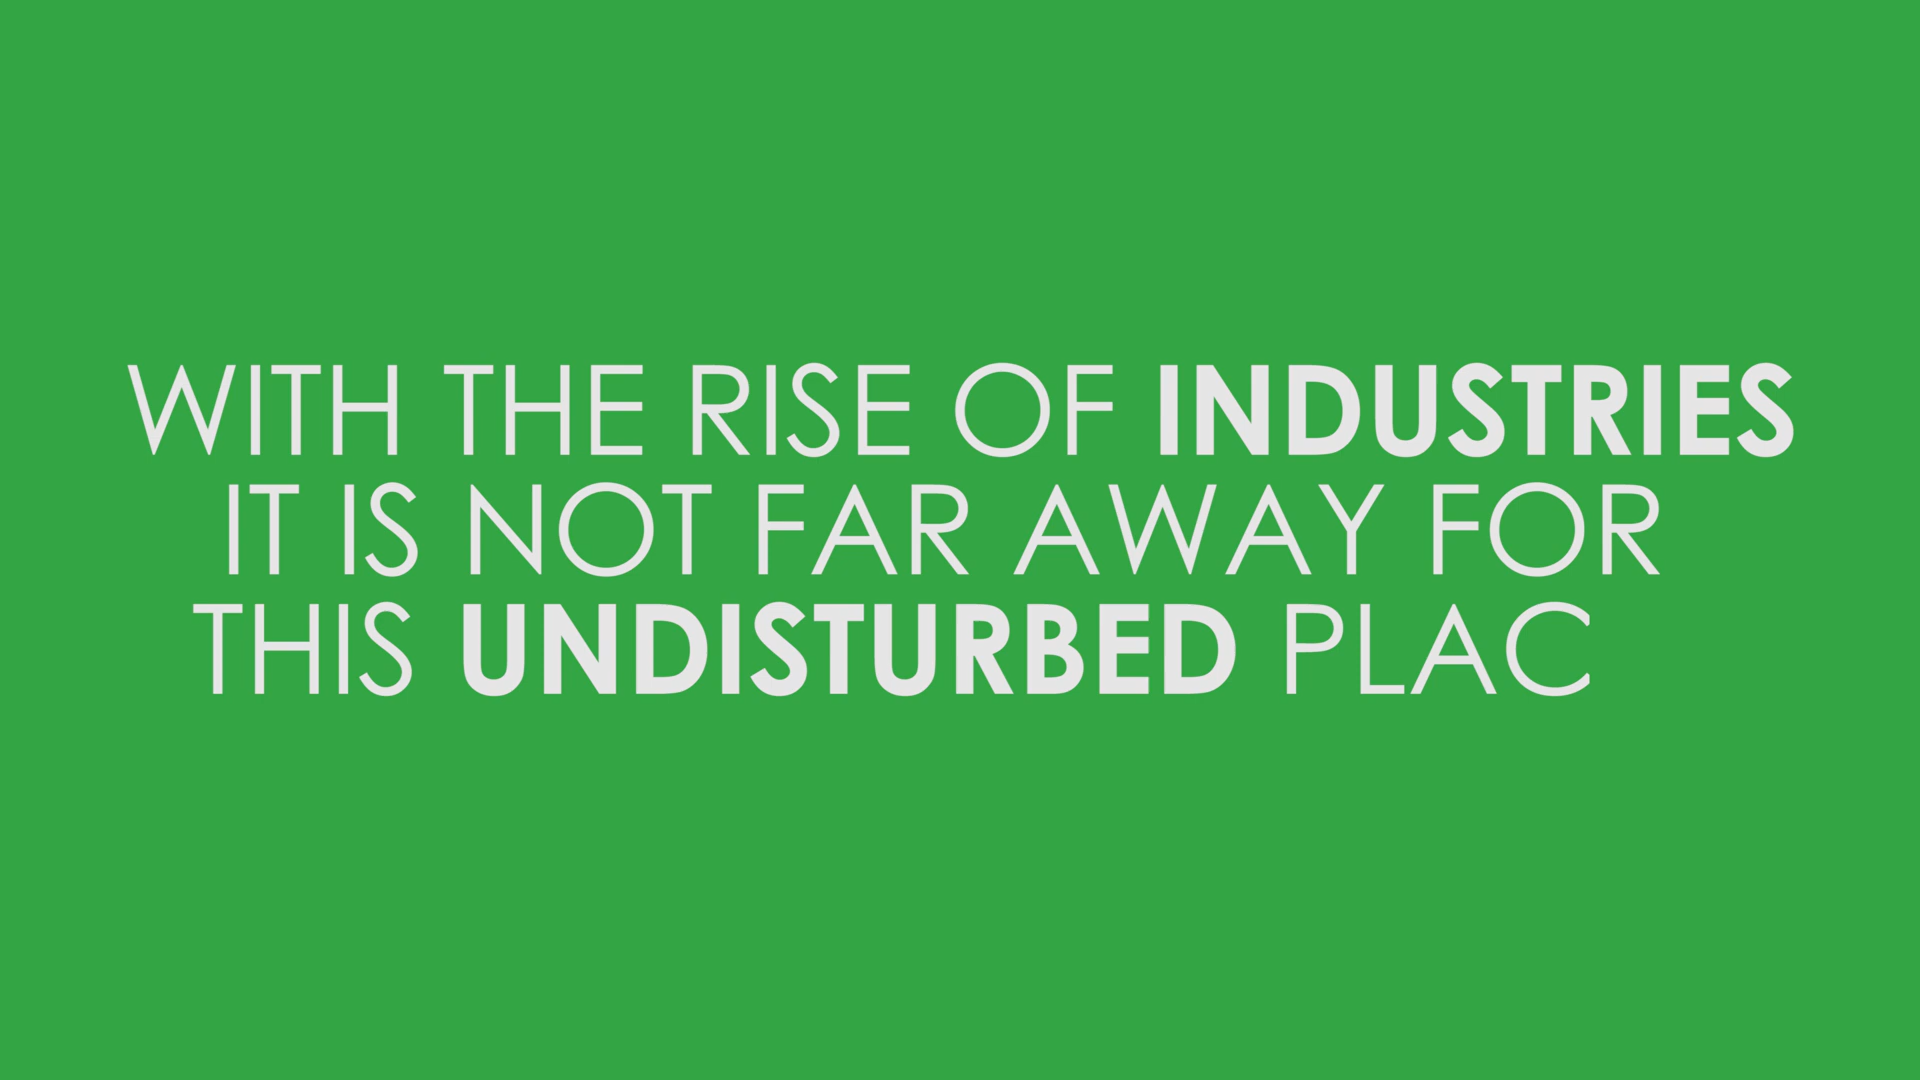 WITH THE RISE OF INDUSTRIES
IT IS NOT FAR AWAY FOR
THIS UNDISTURBED PLAC